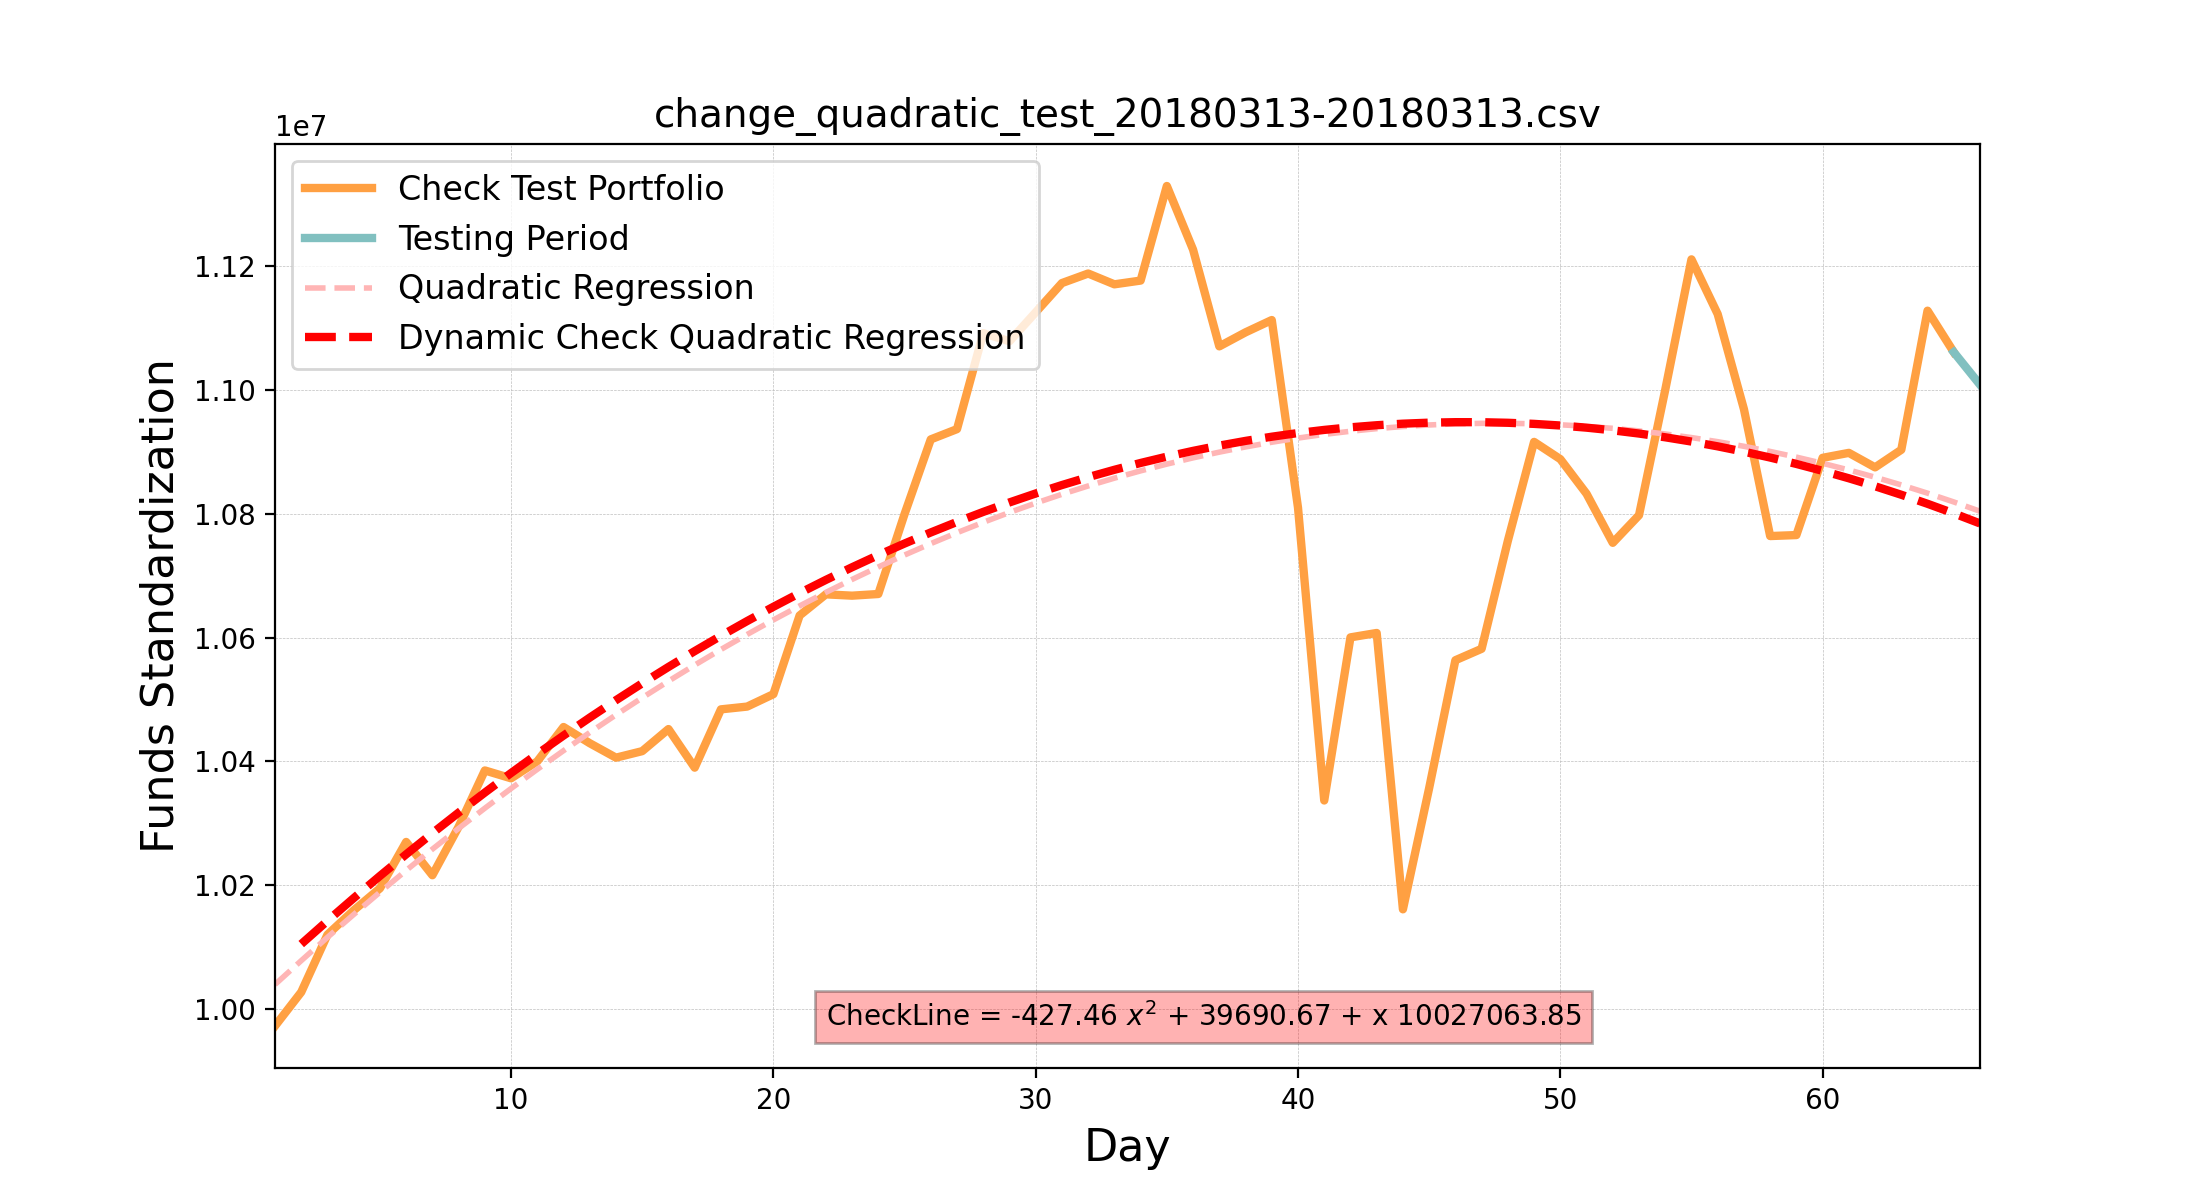 change_quadratic_test_20180313-20180313.csv
1e7
Check Test Portfolio
Testing Period
Quadratic Regression
Dynamic Check Quadratic Regression
1.12
1.10
1.08
1.06
1.04
1.02
1.00
Funds Standardization
CheckLine = -427.46 x² + 39690.67 + x 10027063.85
10 20 30 40 50 60
Day